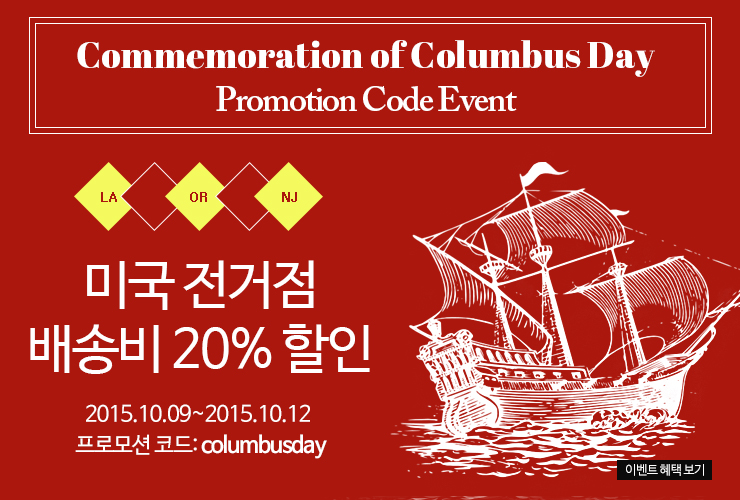 Commemoration of Columbus Day
Promotion Code Event
LA OR NJ
미국 전거점
배송비 20% 할인
2015.10.09~2015.10.12
프로모션 코드: columbusday
이벤트 혜택 보기